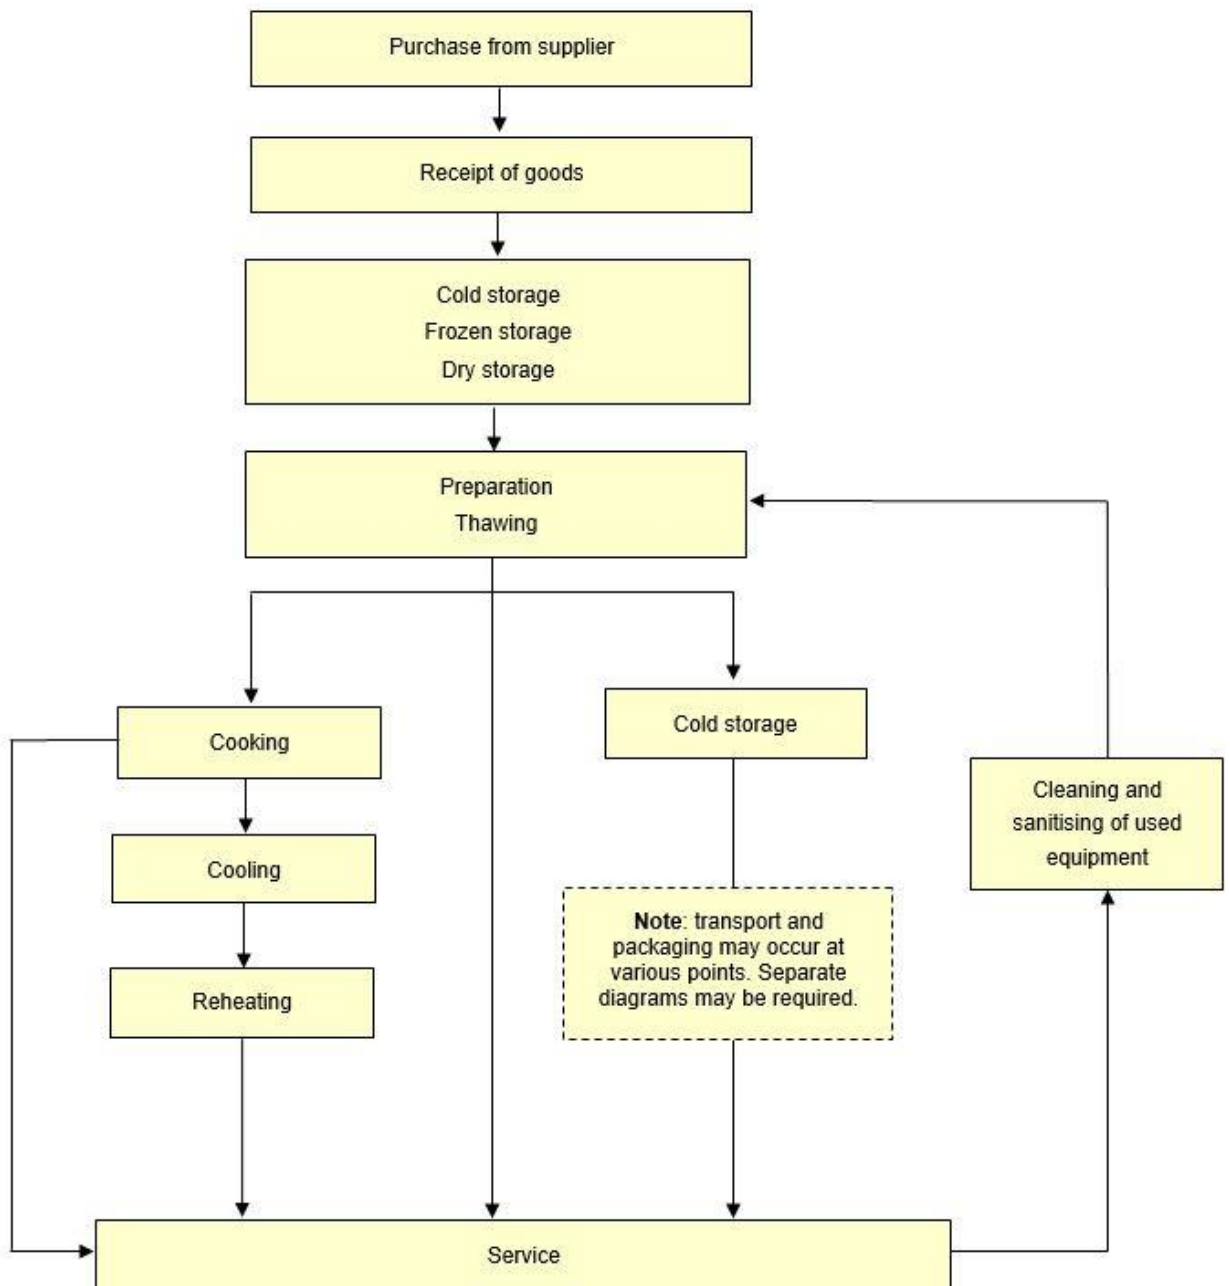 Purchase from supplier
Receipt of goods
Cold storage
Frozen storage
Dry storage
Preparation
Thawing
Cooking
Cold storage
Cleaning and
sanitising of used
equipment
Cooling
Note: transport and
packaging may occur at
various points. Separate
diagrams may be required.
Reheating
Service